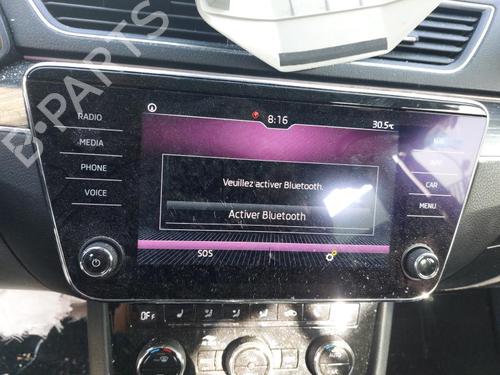 B-PARTS
8:16
30.5°C
RADIO
MEDIA
PHONE
VOICE
Veuillez activer Bluetooth.
Activer Bluetooth
CAR
MENU
SOS
OFF